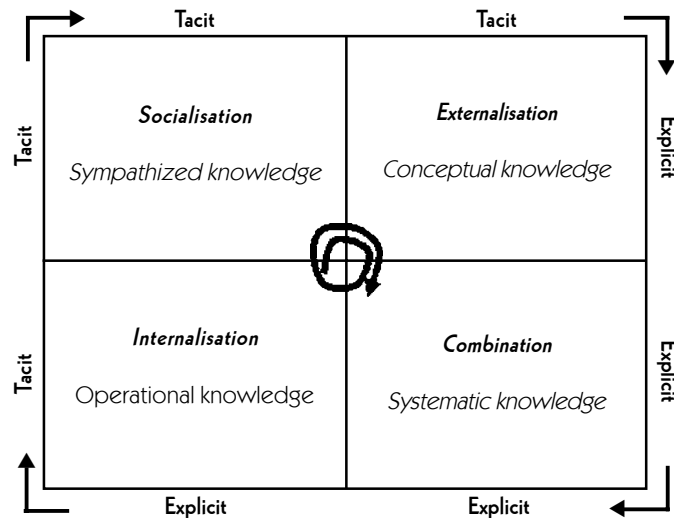 Tacit
Tacit
Tacit
Socialisation
Sympathized knowledge
Externalisation
Conceptual knowledge
Explicit
Tacit
Internalisation
Operational knowledge
Combination
Systematic knowledge
Explicit
Explicit
Explicit